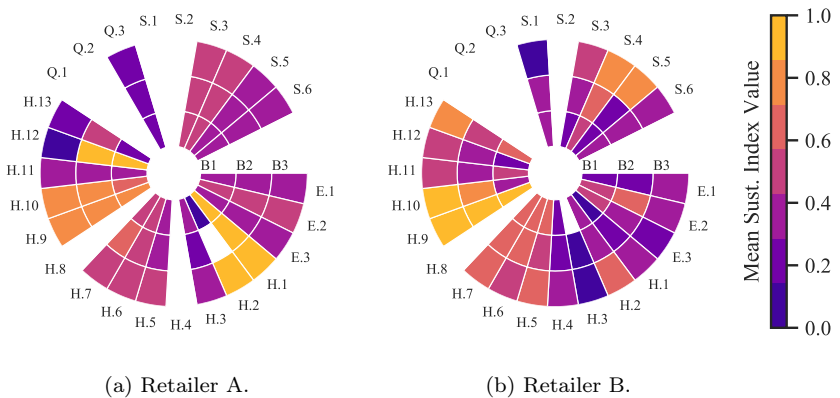 S.1
S.2
S.3
S.4
S.5
S.6
Q.3
Q.2
Q.1
H.13
H.12
H.11
H.10
H.9
H.8
H.7
H.6
H.5
H.4
H.3
H.2
H.1
E.3
E.2
E.1
B1 B2 B3
(a) Retailer A.
S.1
S.2
S.3
S.4
S.5
S.6
Q.3
Q.2
Q.1
H.13
H.12
H.11
H.10
H.9
H.8
H.7
H.6
H.5
H.4
H.3
H.2
H.1
E.3
E.2
E.1
B1 B2 B3
(b) Retailer B.
Mean Sust. Index Value
1.0
0.8
0.6
0.4
0.2
0.0